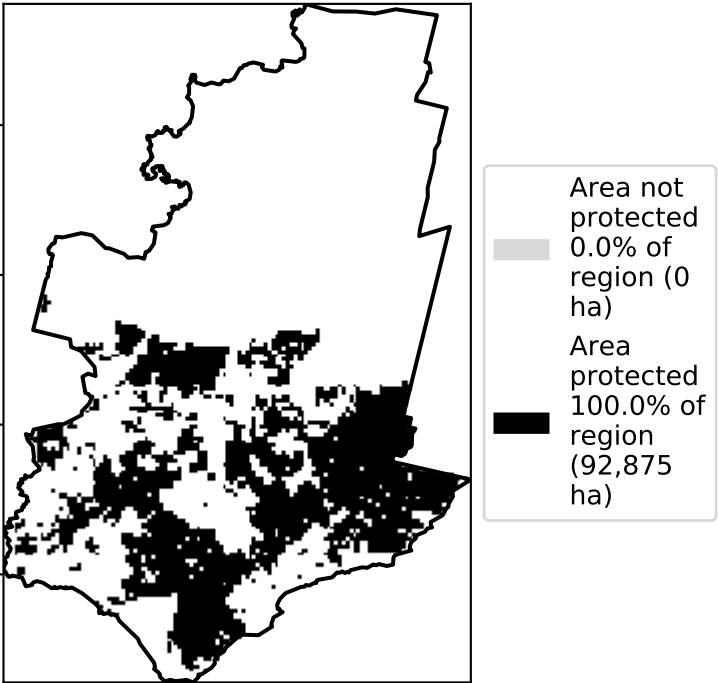 Area not
protected
0.0% of
region (0
ha)
Area
protected
100.0% of
region
(92,875
ha)